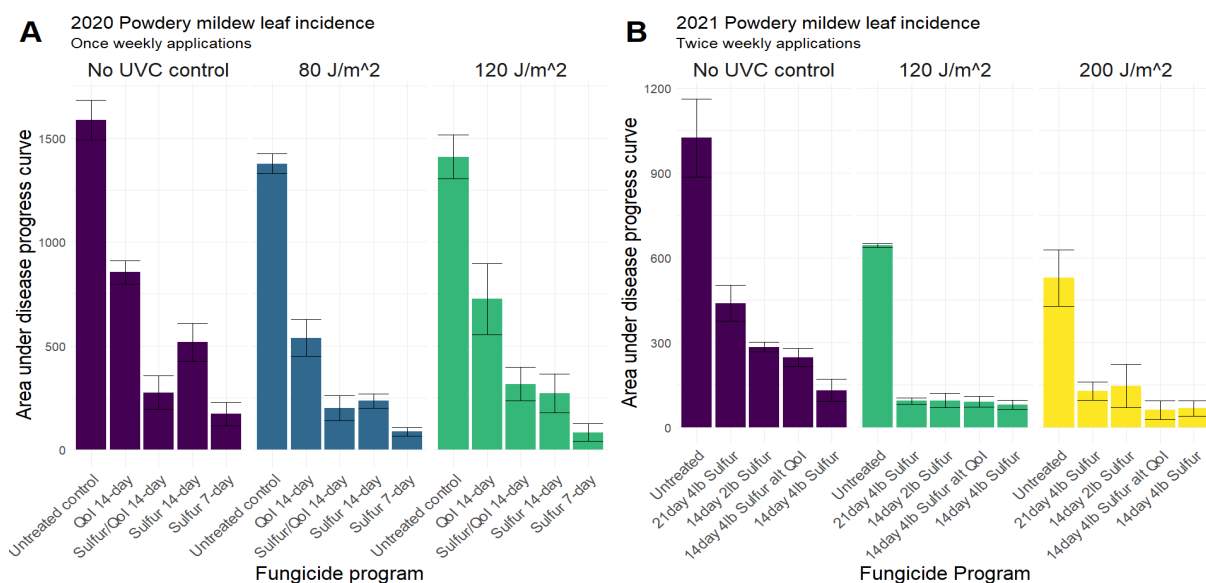 A
2020 Powdery mildew leaf incidence
Once weekly applications
No UVC control
80 J/m^2
120 J/m^2
Area under disease progress curve
1500
1000
500
0
Untreated control
QoI 14-day
Sulfur/QoI 14-day
Sulfur 14-day
Sulfur 7-day
Untreated control
QoI 14-day
Sulfur/QoI 14-day
Sulfur 14-day
Sulfur 7-day
Untreated control
QoI 14-day
Sulfur/QoI 14-day
Sulfur 14-day
Sulfur 7-day
Fungicide program
B
2021 Powdery mildew leaf incidence
Twice weekly applications
No UVC control
120 J/m^2
200 J/m^2
Area under disease progress curve
1200
900
600
300
0
Untreated
21day 4lb Sulfur
14day 2lb Sulfur
14day 4lb Sulfur alt QoI
14day 4lb Sulfur
Untreated
21day 4lb Sulfur
14day 2lb Sulfur
14day 4lb Sulfur alt QoI
14day 4lb Sulfur
Untreated
21day 4lb Sulfur
14day 2lb Sulfur
14day 4lb Sulfur alt QoI
14day 4lb Sulfur
Fungicide Program